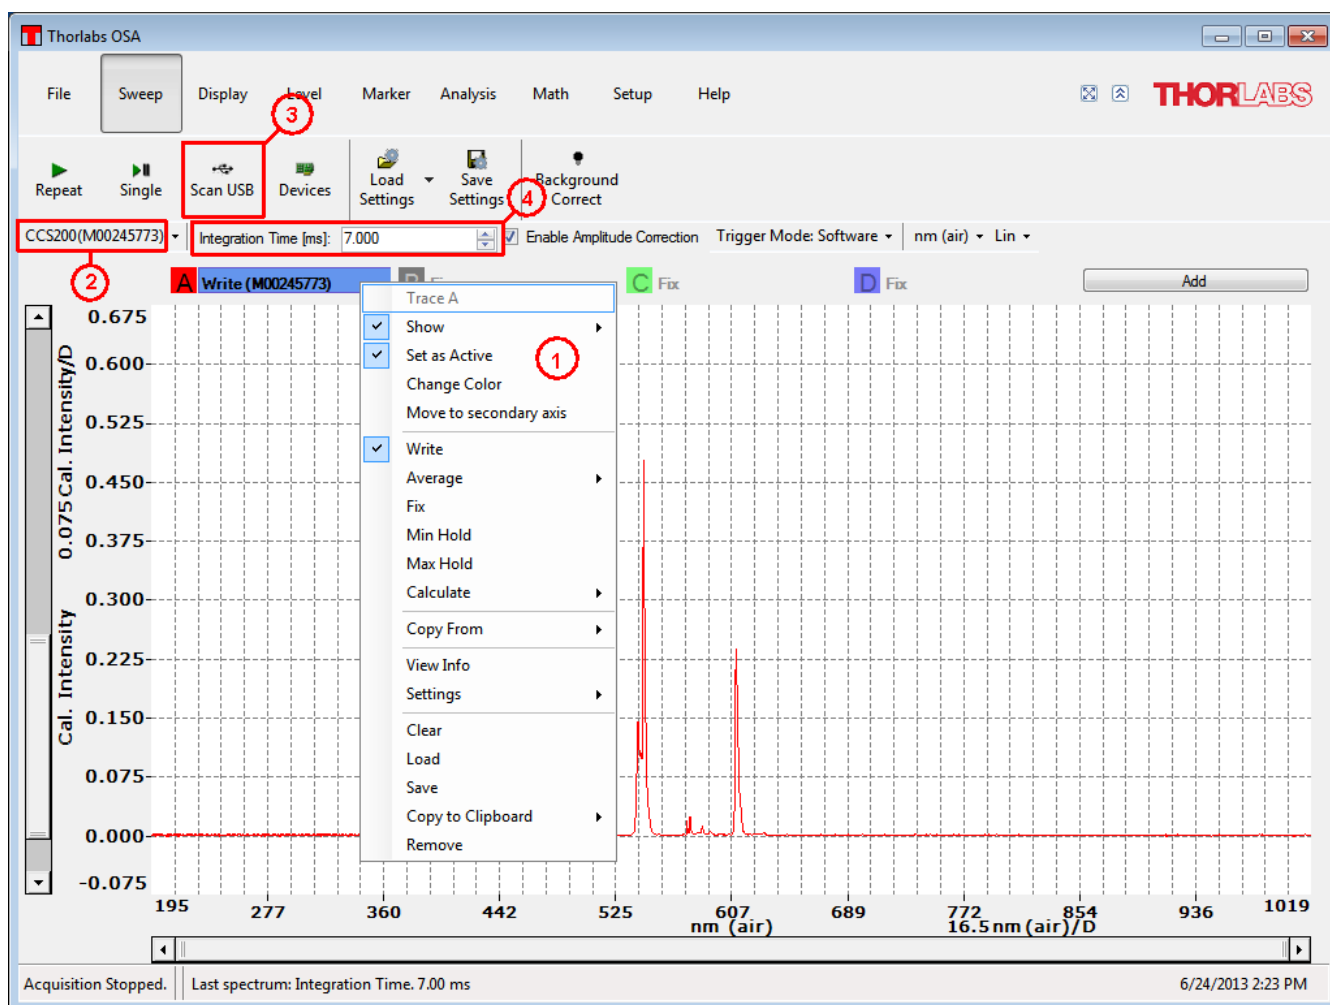 Thorlabs OSA
File Sweep Display Level Marker Analysis Math Setup Help THORLABS
3
Repeat Single Scan USB Devices Load Settings Save Settings Background Correct
4
CCS200(M00245773) Integration Time [ms]: 7.000 Enable Amplitude Correction Trigger Mode: Software nm (air) Lin
2
A Write (M00245773) B Fix C Fix D Fix Add
Trace A
Show
Set as Active
1
Change Color
Move to secondary axis
Write
Average
Fix
Min Hold
Max Hold
Calculate
Copy From
View Info
Settings
Clear
Load
Save
Copy to Clipboard
Remove
0.675
0.600
0.525
0.450
0.375
0.300
0.225
0.150
0.075
0.000
-0.075
0.075 Cal. Intensity/D
Cal. Intensity
195 277 360 442 525 607 689 772 854 936 1019
nm (air) 16.5 nm (air)/D
Acquisition Stopped. Last spectrum: Integration Time. 7.00 ms 6/24/2013 2:23 PM